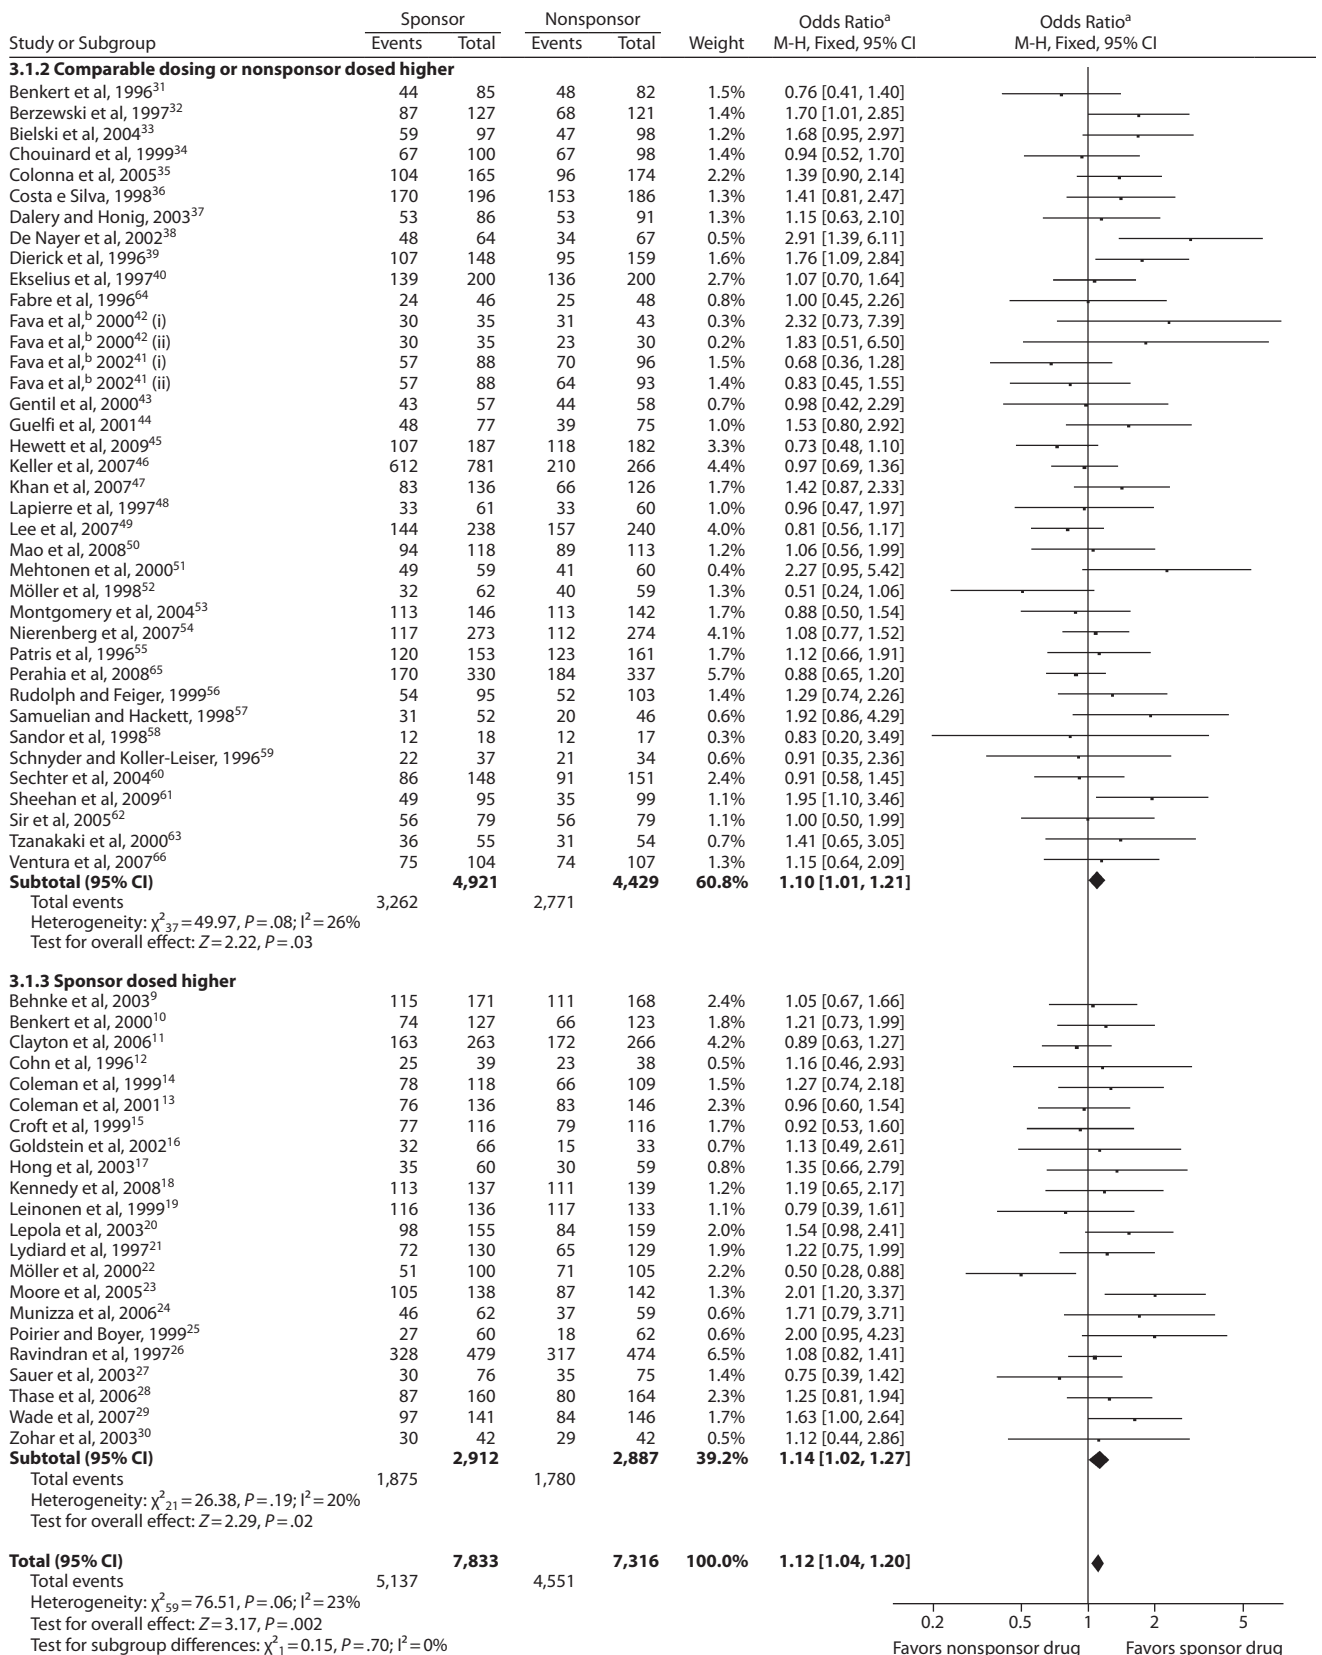 Sponsor Nonsponsor Odds Ratioᵃ Odds Ratioᵃ
Study or Subgroup Events Total Events Total Weight M-H, Fixed, 95% CI M-H, Fixed, 95% CI
3.1.2 Comparable dosing or nonsponsor dosed higher
Benkert et al, 1996³¹ 44 85 48 82 1.5% 0.76 [0.41, 1.40]
Berzewski et al, 1997³² 87 127 68 121 1.4% 1.70 [1.01, 2.85]
Bielski et al, 2004³³ 59 97 47 98 1.2% 1.68 [0.95, 2.97]
Chouinard et al, 1999³⁴ 67 100 67 98 1.4% 0.94 [0.52, 1.70]
Colonna et al, 2005³⁵ 104 165 96 174 2.2% 1.39 [0.90, 2.14]
Costa e Silva, 1998³⁶ 170 196 153 186 1.3% 1.41 [0.81, 2.47]
Dalery and Honig, 2003³⁷ 53 86 53 91 1.3% 1.15 [0.63, 2.10]
De Nayer et al, 2002³⁸ 48 64 34 67 0.5% 2.91 [1.39, 6.11]
Dierick et al, 1996³⁹ 107 148 95 159 1.6% 1.76 [1.09, 2.84]
Ekselius et al, 1997⁴⁰ 139 200 136 200 2.7% 1.07 [0.70, 1.64]
Fabre et al, 1996⁶⁴ 24 46 25 48 0.8% 1.00 [0.45, 2.26]
Fava et al,ᵇ 2000⁴² (i) 30 35 31 43 0.3% 2.32 [0.73, 7.39]
Fava et al,ᵇ 2000⁴² (ii) 30 35 23 30 0.2% 1.83 [0.51, 6.50]
Fava et al,ᵇ 2002⁴¹ (i) 57 88 70 96 1.5% 0.68 [0.36, 1.28]
Fava et al,ᵇ 2002⁴¹ (ii) 57 88 64 93 1.4% 0.83 [0.45, 1.55]
Gentil et al, 2000⁴³ 43 57 44 58 0.7% 0.98 [0.42, 2.29]
Guelfi et al, 2001⁴⁴ 48 77 39 75 1.0% 1.53 [0.80, 2.92]
Hewett et al, 2009⁴⁵ 107 187 118 182 3.3% 0.73 [0.48, 1.10]
Keller et al, 2007⁴⁶ 612 781 210 266 4.4% 0.97 [0.69, 1.36]
Khan et al, 2007⁴⁷ 83 136 66 126 1.7% 1.42 [0.87, 2.33]
Lapierre et al, 1997⁴⁸ 33 61 33 60 1.0% 0.96 [0.47, 1.97]
Lee et al, 2007⁴⁹ 144 238 157 240 4.0% 0.81 [0.56, 1.17]
Mao et al, 2008⁵⁰ 94 118 89 113 1.2% 1.06 [0.56, 1.99]
Mehtonen et al, 2000⁵¹ 49 59 41 60 0.4% 2.27 [0.95, 5.42]
Möller et al, 1998⁵² 32 62 40 59 1.3% 0.51 [0.24, 1.06]
Montgomery et al, 2004⁵³ 113 146 113 142 1.7% 0.88 [0.50, 1.54]
Nierenberg et al, 2007⁵⁴ 117 273 112 274 4.1% 1.08 [0.77, 1.52]
Patris et al, 1996⁵⁵ 120 153 123 161 1.7% 1.12 [0.66, 1.91]
Perahia et al, 2008⁶⁵ 170 330 184 337 5.7% 0.88 [0.65, 1.20]
Rudolph and Feiger, 1999⁵⁶ 54 95 52 103 1.4% 1.29 [0.74, 2.26]
Samuelian and Hackett, 1998⁵⁷ 31 52 20 46 0.6% 1.92 [0.86, 4.29]
Sandor et al, 1998⁵⁸ 12 18 12 17 0.3% 0.83 [0.20, 3.49]
Schnyder and Koller-Leiser, 1996⁵⁹ 22 37 21 34 0.6% 0.91 [0.35, 2.36]
Sechter et al, 2004⁶⁰ 86 148 91 151 2.4% 0.91 [0.58, 1.45]
Sheehan et al, 2009⁶¹ 49 95 35 99 1.1% 1.95 [1.10, 3.46]
Sir et al, 2005⁶² 56 79 56 79 1.1% 1.00 [0.50, 1.99]
Tzanakaki et al, 2000⁶³ 36 55 31 54 0.7% 1.41 [0.65, 3.05]
Ventura et al, 2007⁶⁶ 75 104 74 107 1.3% 1.15 [0.64, 2.09]
Subtotal (95% CI) 4,921 4,429 60.8% 1.10 [1.01, 1.21]
Total events 3,262 2,771
Heterogeneity: χ²₃₇=49.97, P=.08; I²=26%
Test for overall effect: Z=2.22, P=.03
3.1.3 Sponsor dosed higher
Behnke et al, 2003⁹ 115 171 111 168 2.4% 1.05 [0.67, 1.66]
Benkert et al, 2000¹⁰ 74 127 66 123 1.8% 1.21 [0.73, 1.99]
Clayton et al, 2006¹¹ 163 263 172 266 4.2% 0.89 [0.63, 1.27]
Cohn et al, 1996¹² 25 39 23 38 0.5% 1.16 [0.46, 2.93]
Coleman et al, 1999¹⁴ 78 118 66 109 1.5% 1.27 [0.74, 2.18]
Coleman et al, 2001¹³ 76 136 83 146 2.3% 0.96 [0.60, 1.54]
Croft et al, 1999¹⁵ 77 116 79 116 1.7% 0.92 [0.53, 1.60]
Goldstein et al, 2002¹⁶ 32 66 15 33 0.7% 1.13 [0.49, 2.61]
Hong et al, 2003¹⁷ 35 60 30 59 0.8% 1.35 [0.66, 2.79]
Kennedy et al, 2008¹⁸ 113 137 111 139 1.2% 1.19 [0.65, 2.17]
Leinonen et al, 1999¹⁹ 116 136 117 133 1.1% 0.79 [0.39, 1.61]
Lepola et al, 2003²⁰ 98 155 84 159 2.0% 1.54 [0.98, 2.41]
Lydiard et al, 1997²¹ 72 130 65 129 1.9% 1.22 [0.75, 1.99]
Möller et al, 2000²² 51 100 71 105 2.2% 0.50 [0.28, 0.88]
Moore et al, 2005²³ 105 138 87 142 1.3% 2.01 [1.20, 3.37]
Munizza et al, 2006²⁴ 46 62 37 59 0.6% 1.71 [0.79, 3.71]
Poirier and Boyer, 1999²⁵ 27 60 18 62 0.6% 2.00 [0.95, 4.23]
Ravindran et al, 1997²⁶ 328 479 317 474 6.5% 1.08 [0.82, 1.41]
Sauer et al, 2003²⁷ 30 76 35 75 1.4% 0.75 [0.39, 1.42]
Thase et al, 2006²⁸ 87 160 80 164 2.3% 1.25 [0.81, 1.94]
Wade et al, 2007²⁹ 97 141 84 146 1.7% 1.63 [1.00, 2.64]
Zohar et al, 2003³⁰ 30 42 29 42 0.5% 1.12 [0.44, 2.86]
Subtotal (95% CI) 2,912 2,887 39.2% 1.14 [1.02, 1.27]
Total events 1,875 1,780
Heterogeneity: χ²₂₁=26.38, P=.19; I²=20%
Test for overall effect: Z=2.29, P=.02
Total (95% CI) 7,833 7,316 100.0% 1.12 [1.04, 1.20]
Total events 5,137 4,551
Heterogeneity: χ²₅₉=76.51, P=.06; I²=23%
Test for overall effect: Z=3.17, P=.002
Test for subgroup differences: χ²₁=0.15, P=.70; I²=0%
0.2 0.5 1 2 5
Favors nonsponsor drug Favors sponsor drug